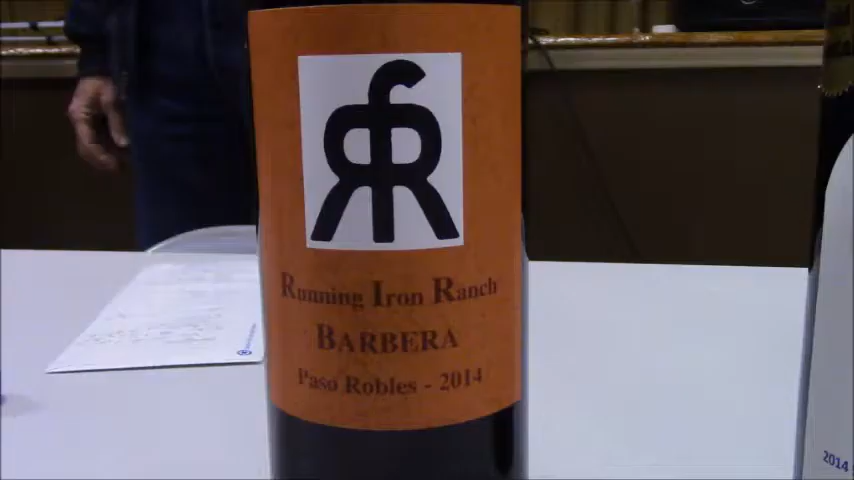 Running Iron Ranch
BARBERA
Paso Robles - 2014
2014